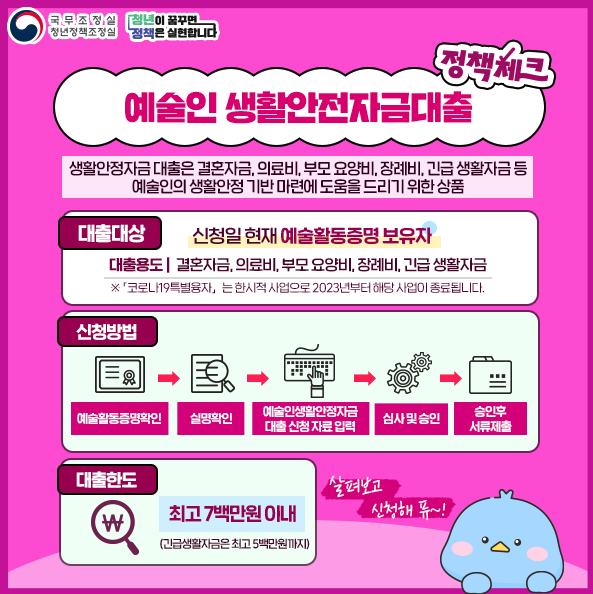 국무조정실
청년정책조정실
청년이 꿈꾸면
정책은 실현합니다
정책체크
예술인 생활안전자금대출
생활안정자금 대출은 결혼자금, 의료비, 부모 요양비, 장례비, 긴급 생활자금 등
예술인의 생활안정 기반 마련에 도움을 드리기 위한 상품
대출대상
신청일 현재 예술활동증명 보유자
대출용도 | 결혼자금, 의료비, 부모 요양비, 장례비, 긴급 생활자금
※ 「코로나19특별융자」는 한시적 사업으로 2023년부터 해당 사업이 종료됩니다.
신청방법
예술활동증명확인
실명확인
예술인생활안정자금
대출 신청 자료 입력
심사 및 승인
승인후
서류제출
대출한도
₩
최고 7백만원 이내
(긴급생활자금은 최고 5백만원까지)
살펴보고
신청해 퓨~!